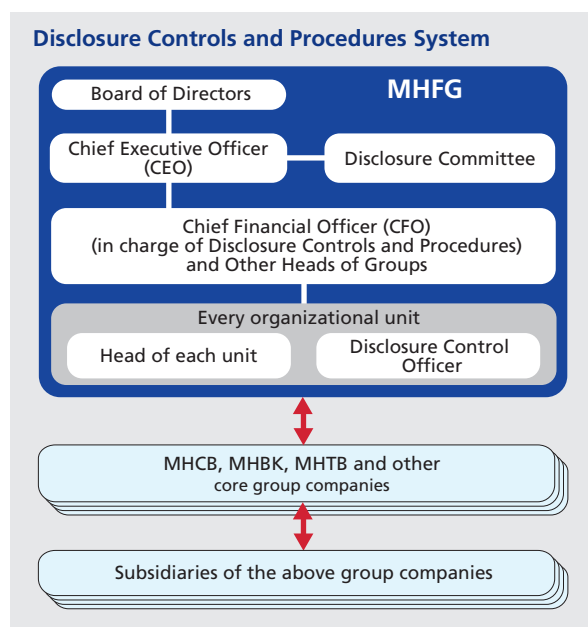 Disclosure Controls and Procedures System
MHFG
Board of Directors
Chief Executive Officer
(CEO)
Disclosure Committee
Chief Financial Officer (CFO)
(in charge of Disclosure Controls and Procedures)
and Other Heads of Groups
Every organizational unit
Head of each unit
Disclosure Control
Officer
MHCB, MHBK, MHTB and other
core group companies
Subsidiaries of the above group companies